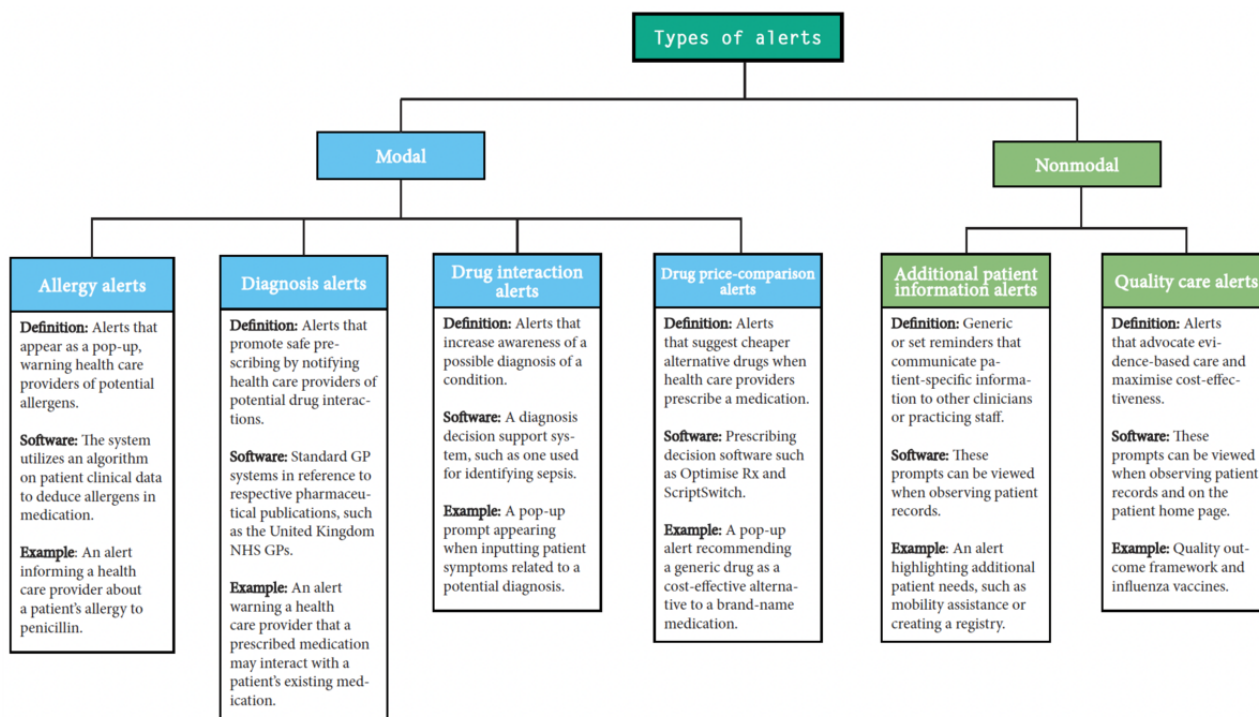 Types of alerts
Modal
Nonmodal
Allergy alerts
Definition: Alerts that
appear as a pop-up,
warning health care
providers of potential
allergens.
Software: The system
utilizes an algorithm
on patient clinical data
to deduce allergens in
medication.
Example: An alert
informing a health
care provider about
a patient's allergy to
penicillin.
Diagnosis alerts
Definition: Alerts that
promote safe pre-
scribing by notifying
health care providers of
potential drug interac-
tions.
Software: Standard GP
systems in reference to
respective pharmaceu-
tical publications, such
as the United Kingdom
NHS GPs.
Example: An alert
warning a health
care provider that a
prescribed medication
may interact with a
patient's existing med-
ication.
Drug interaction
alerts
Definition: Alerts that
increase awareness of a
possible diagnosis of a
condition.
Software: A diagnosis
decision support sys-
tem, such as one used
for identifying sepsis.
Example: A pop-up
prompt appearing
when inputting patient
symptoms related to a
potential diagnosis.
Drug price-comparison
alerts
Definition: Alerts
that suggest cheaper
alternative drugs when
health care providers
prescribe a medication.
Software: Prescribing
decision software such
as Optimise Rx and
ScriptSwitch.
Example: A pop-up
alert recommending
a generic drug as a
cost-effective alterna-
tive to a brand-name
medication.
Additional patient
information alerts
Definition: Generic
or set reminders that
communicate pa-
tient-specific informa-
tion to other clinicians
or practicing staff.
Software: These
prompts can be viewed
when observing patient
records.
Example: An alert
highlighting additional
patient needs, such as
mobility assistance or
creating a registry.
Quality care alerts
Definition: Alerts
that advocate evi-
dence-based care and
maximise cost-effec-
tiveness.
Software: These
prompts can be viewed
when observing patient
records and on the
patient home page.
Example: Quality out-
come framework and
influenza vaccines.